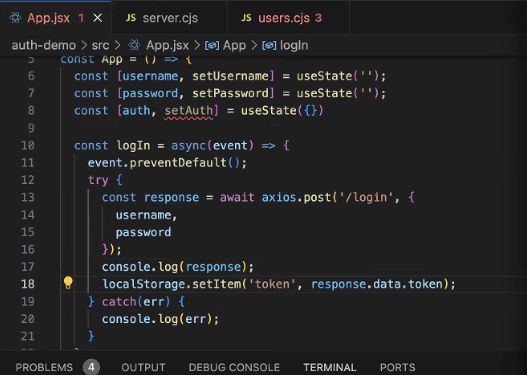 App.jsx 1 × JS server.cjs JS users.cjs 3
auth-demo > src > App.jsx > App > logIn
5 const App = () => {
6 const [username, setUsername] = useState('');
7 const [password, setPassword] = useState('');
8 const [auth, setAuth] = useState({})
9
10 const logIn = async(event) => {
11 event.preventDefault();
12 try {
13 const response = await axios.post('/login', {
14 username,
15 password
16 });
17 console.log(response);
18 localStorage.setItem('token', response.data.token);
19 } catch(err) {
20 console.log(err);
21 }
PROBLEMS 4 OUTPUT DEBUG CONSOLE TERMINAL PORTS